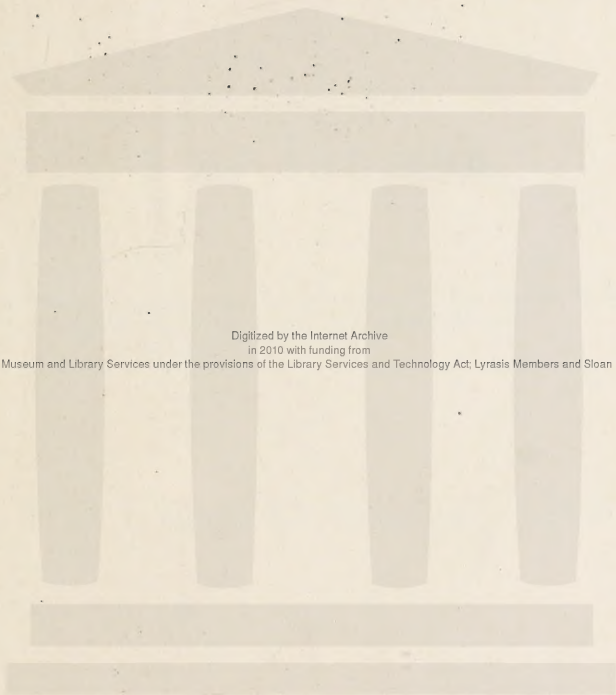 Digitized by the Internet Archive
in 2010 with funding from
Museum and Library Services under the provisions of the Library Services and Technology Act; Lyrasis Members and Sloan